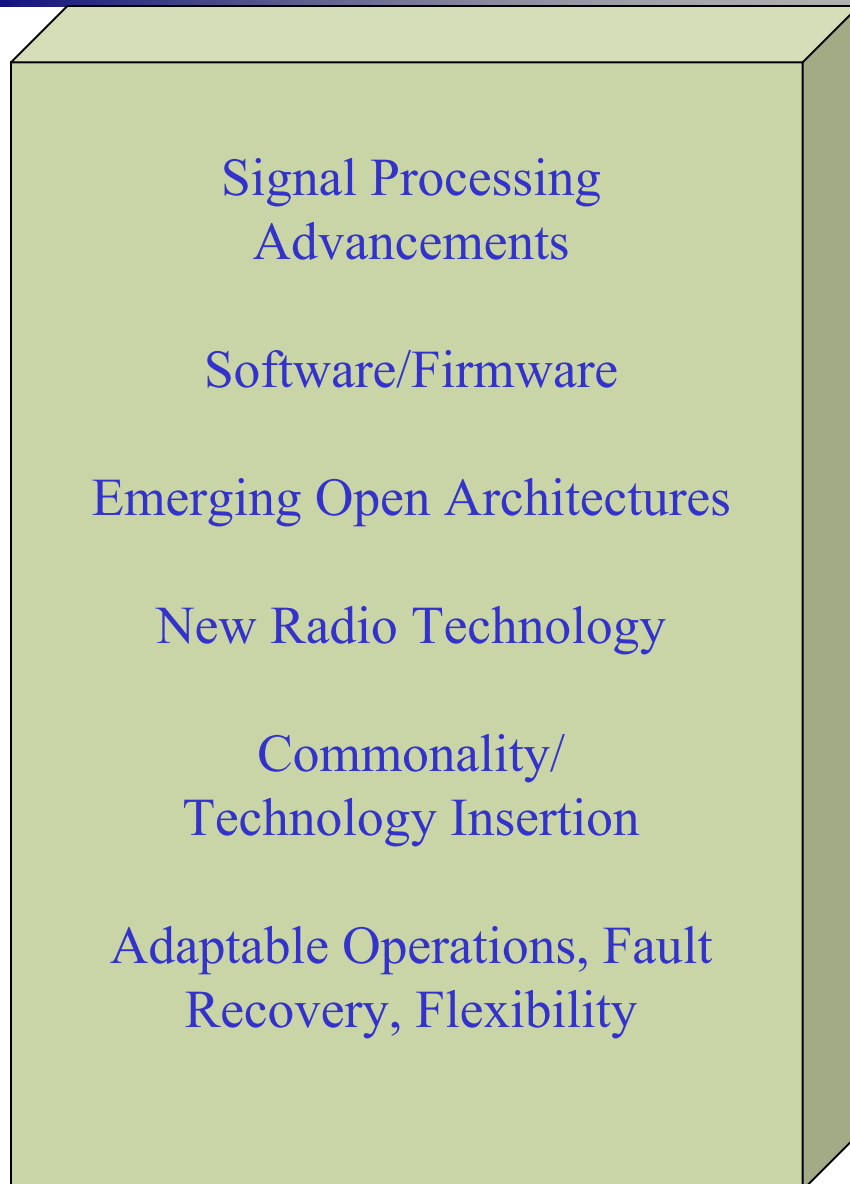 Signal Processing
Advancements
Software/Firmware
Emerging Open Architectures
New Radio Technology
Commonality/
Technology Insertion
Adaptable Operations, Fault
Recovery, Flexibility